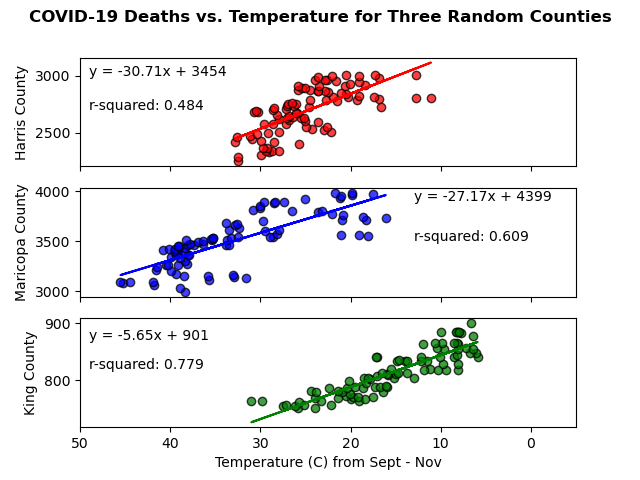 COVID-19 Deaths vs. Temperature for Three Random Counties
Harris County
3000
2500
y = -30.71x + 3454
r-squared: 0.484
Maricopa County
4000
3500
3000
y = -27.17x + 4399
r-squared: 0.609
King County
900
800
y = -5.65x + 901
r-squared: 0.779
50 40 30 20 10 0
Temperature (C) from Sept - Nov